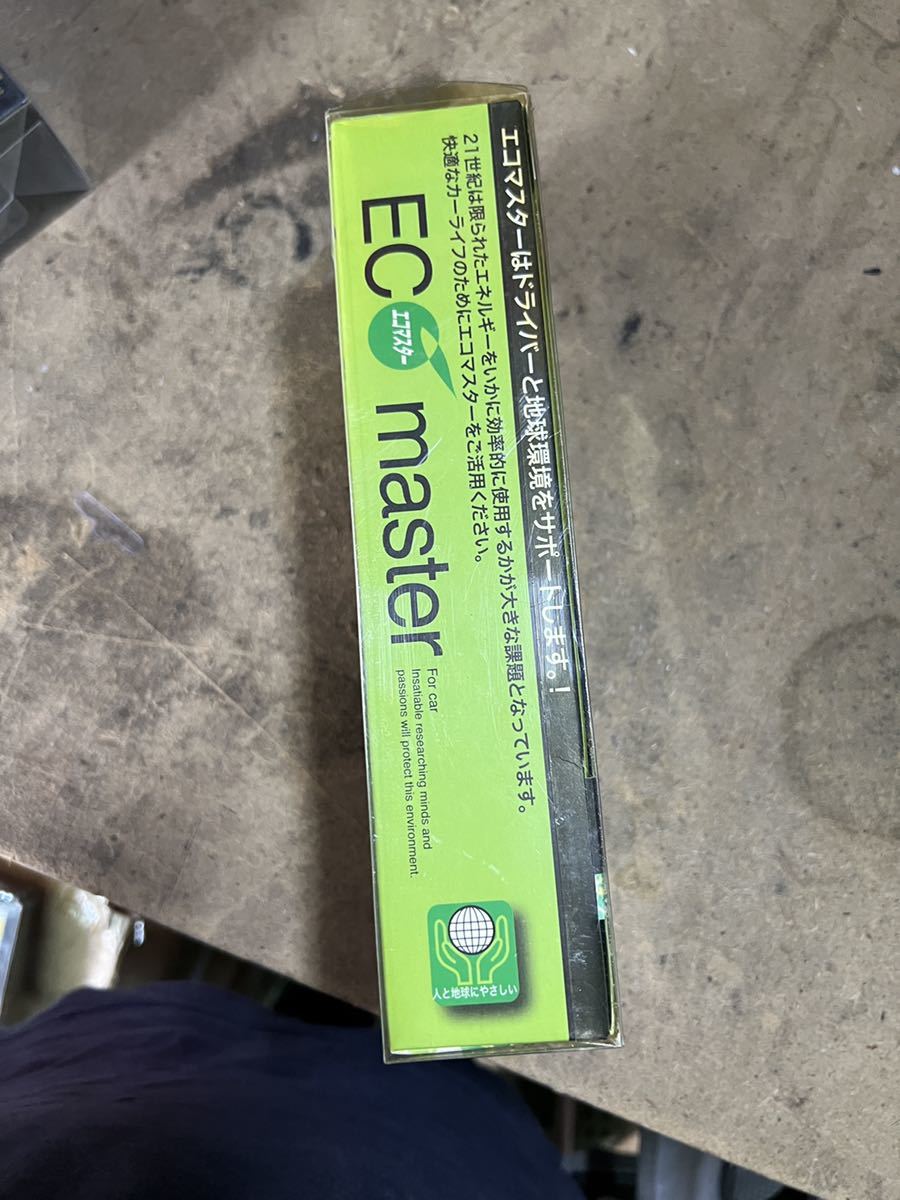 エコマスターはドライバーと地球環境をサポートします。!
21世紀は限られたエネルギーをいかに効率的に使用するかが大きな課題となっています。
快適なカーライフのためにエコマスターをご活用ください。
ECO master
エコマスター
For car
Insatiable researching minds and
passions will protect this environment.
人と地球にやさしい